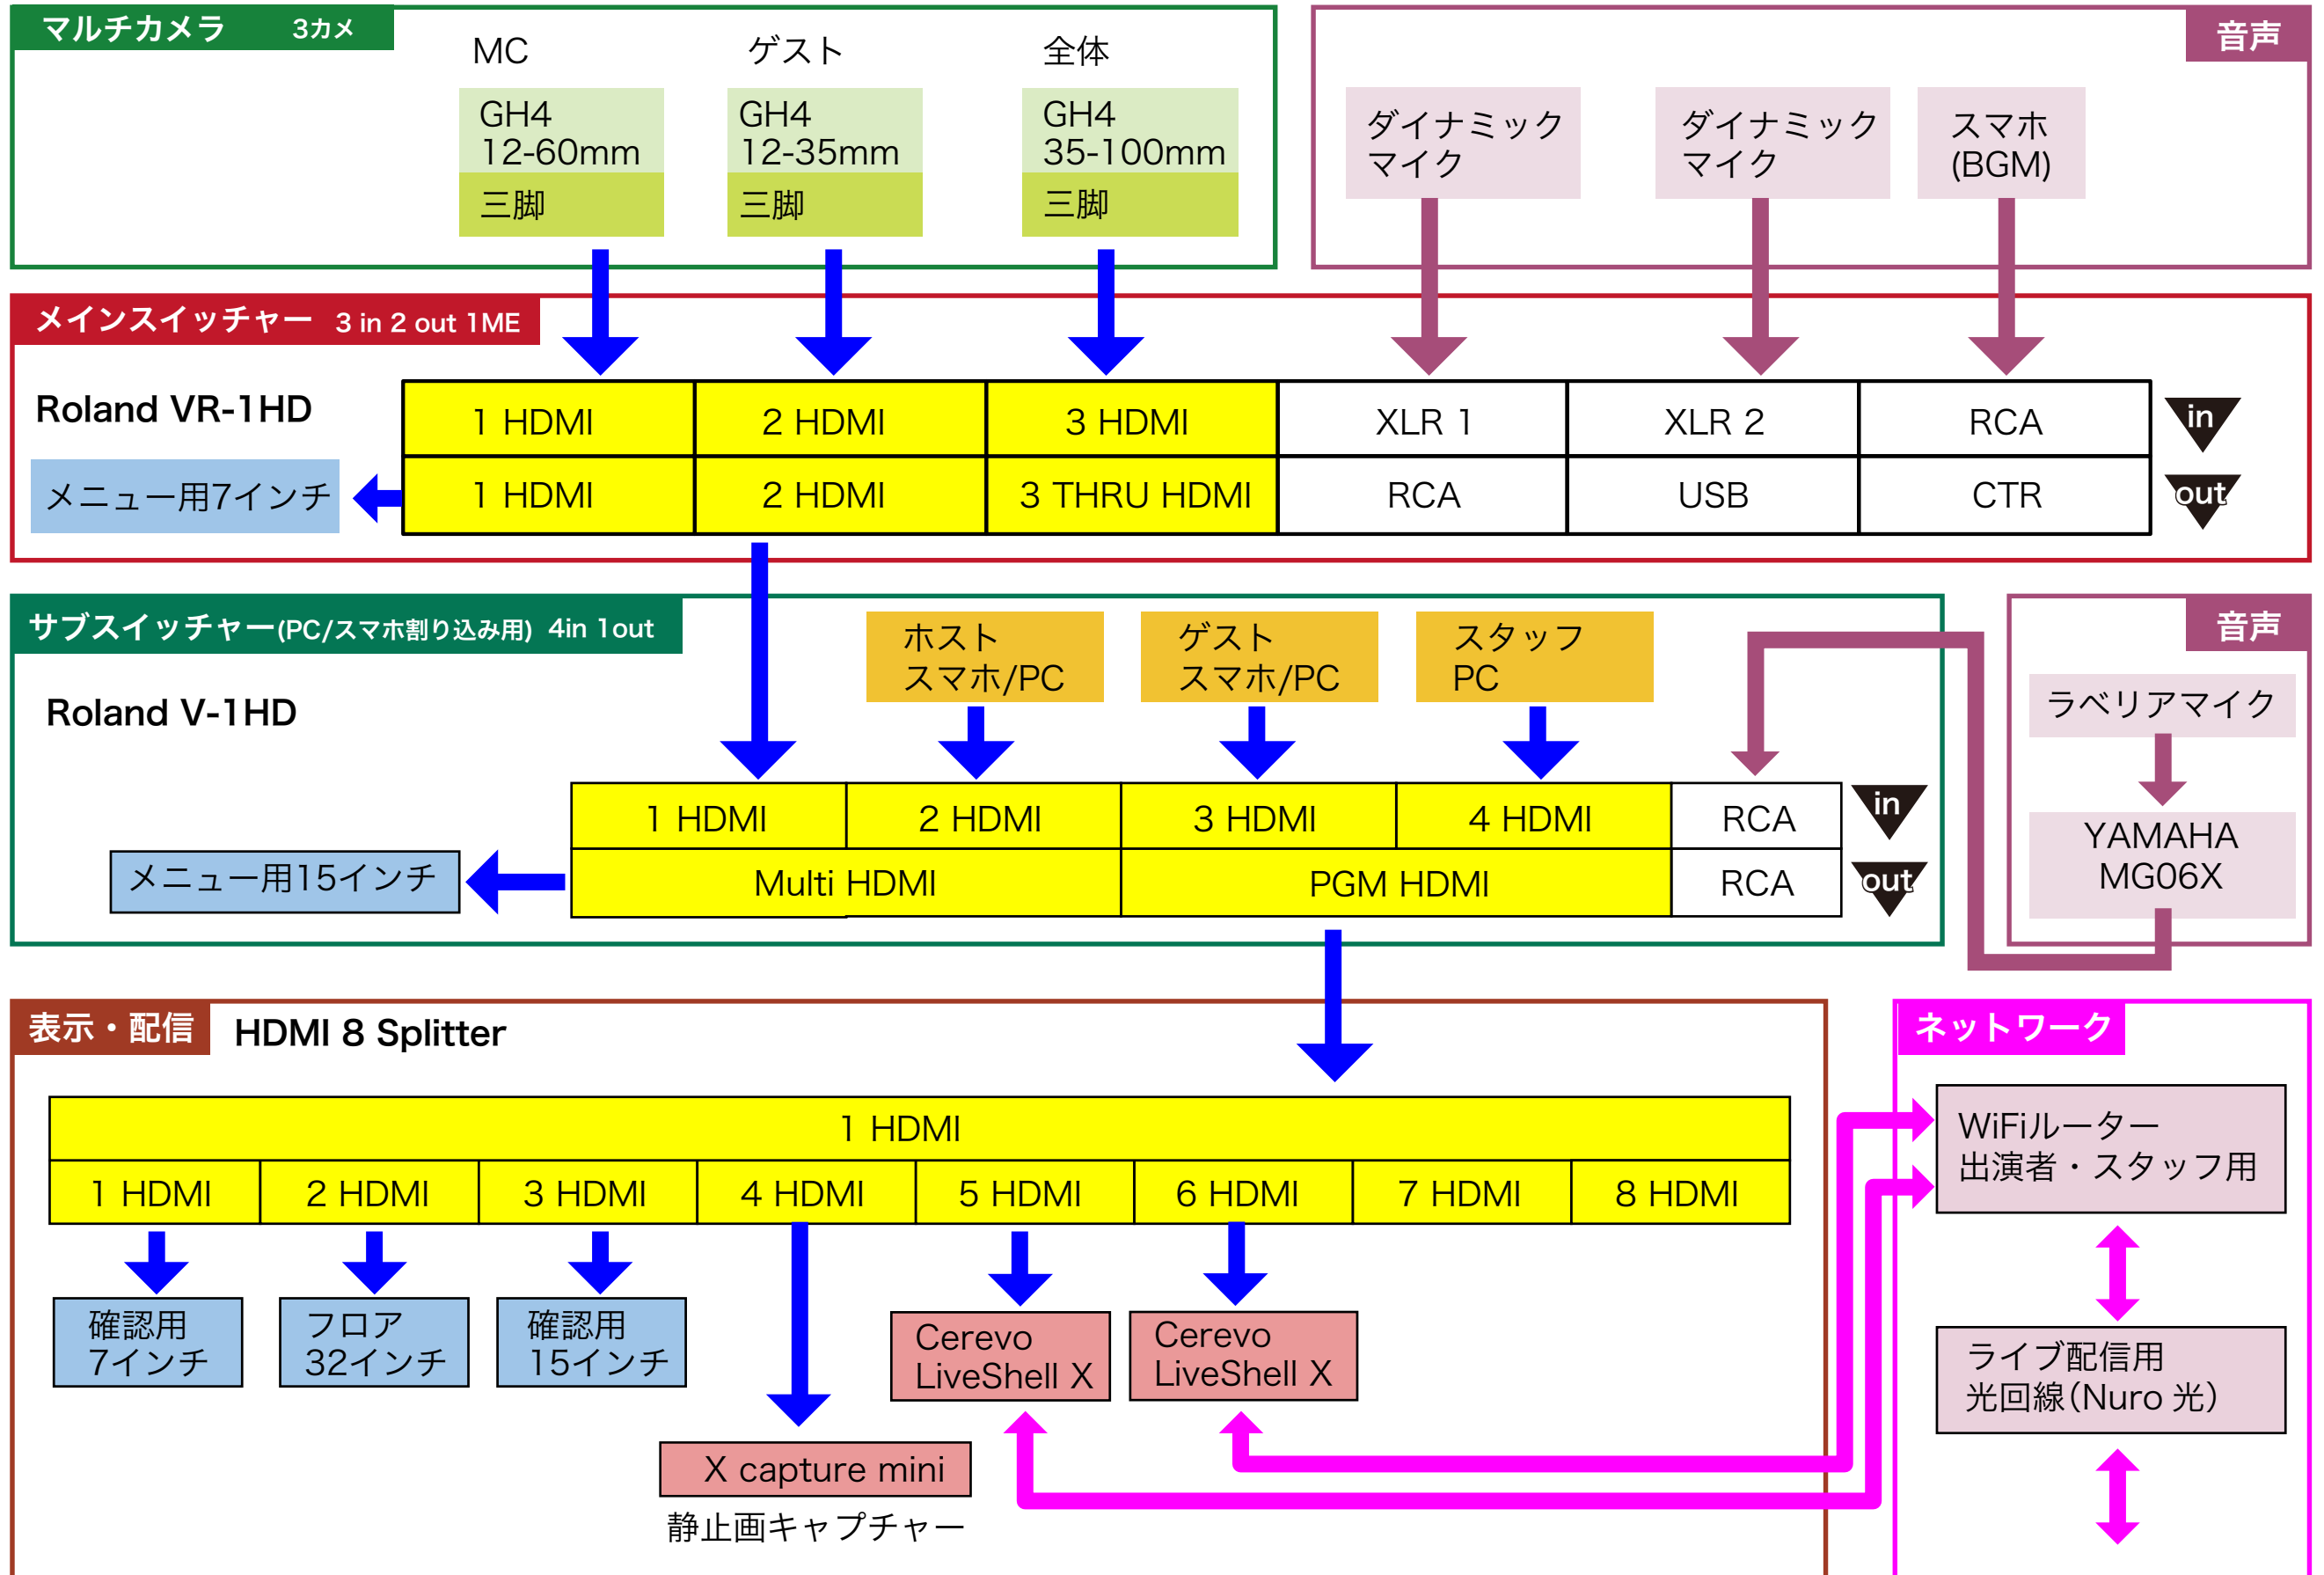 マルチカメラ 3カメ
MC
ゲスト
全体
GH4
12-60mm
三脚
GH4
12-35mm
三脚
GH4
35-100mm
三脚
音声
ダイナミック
マイク
ダイナミック
マイク
スマホ
(BGM)
メインスイッチャー 3 in 2 out 1ME
Roland VR-1HD
1 HDMI
2 HDMI
3 HDMI
XLR 1
XLR 2
RCA
in
メニュー用7インチ
1 HDMI
2 HDMI
3 THRU HDMI
RCA
USB
CTR
out
サブスイッチャー(PC/スマホ割り込み用) 4in 1out
ホスト
スマホ/PC
ゲスト
スマホ/PC
スタッフ
PC
Roland V-1HD
1 HDMI
2 HDMI
3 HDMI
4 HDMI
RCA
in
メニュー用15インチ
Multi HDMI
PGM HDMI
RCA
out
音声
ラベリアマイク
YAMAHA
MG06X
表示・配信
HDMI 8 Splitter
1 HDMI
1 HDMI
2 HDMI
3 HDMI
4 HDMI
5 HDMI
6 HDMI
7 HDMI
8 HDMI
確認用
7インチ
フロア
32インチ
確認用
15インチ
X capture mini
静止画キャプチャー
Cerevo
LiveShell X
Cerevo
LiveShell X
ネットワーク
WiFiルーター
出演者・スタッフ用
ライブ配信用
光回線(Nuro 光)